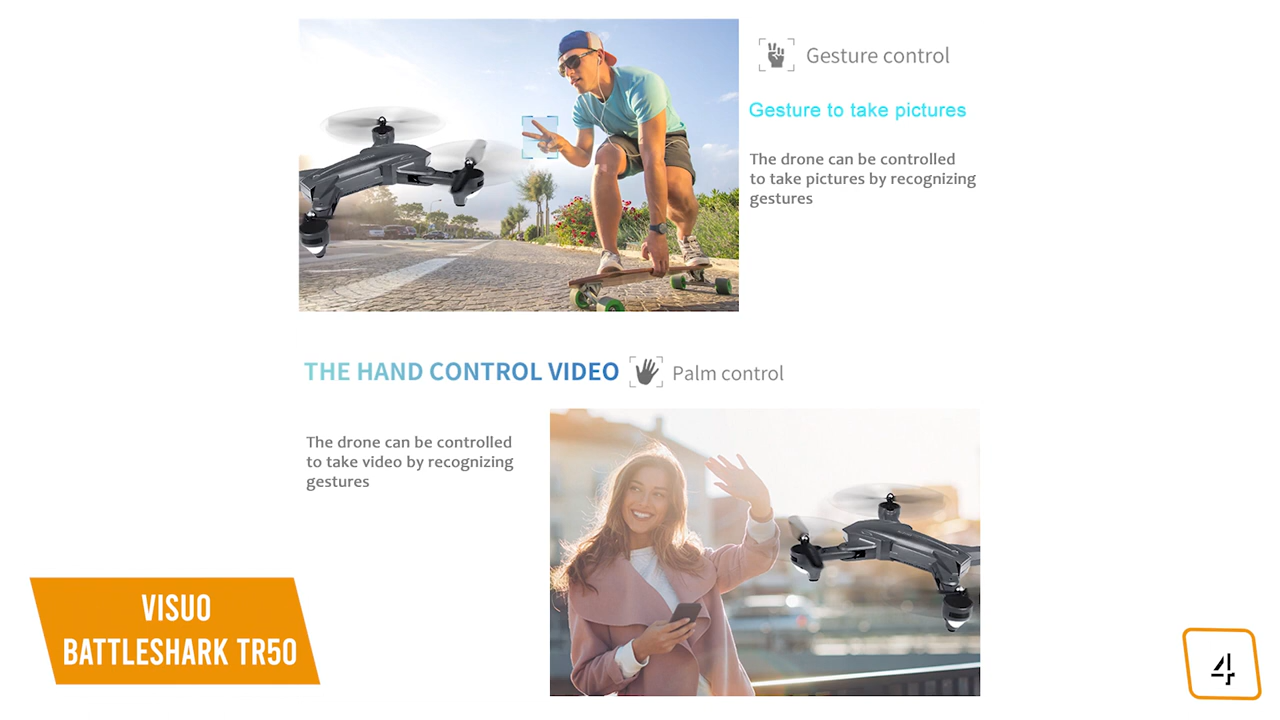 Gesture control
Gesture to take pictures
The drone can be controlled
to take pictures by recognizing
gestures
THE HAND CONTROL VIDEO
Palm control
The drone can be controlled
to take video by recognizing
gestures
VISUO
BATTLESHARK TR50
4